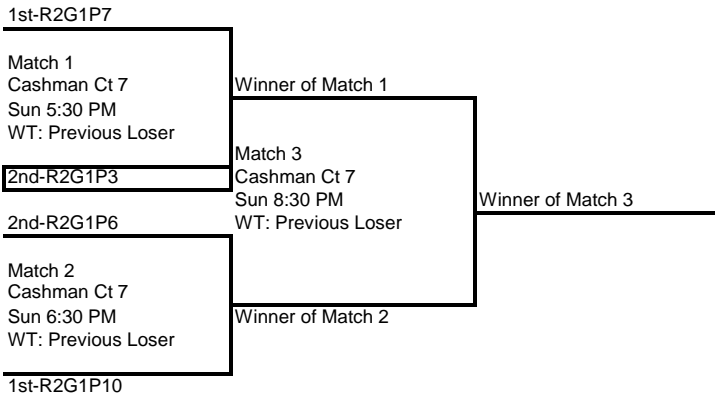 1st-R2G1P7
Match 1
Cashman Ct 7
Sun 5:30 PM
WT: Previous Loser
2nd-R2G1P3
Winner of Match 1
Match 3
Cashman Ct 7
Sun 8:30 PM
WT: Previous Loser
Winner of Match 3
2nd-R2G1P6
Match 2
Cashman Ct 7
Sun 6:30 PM
WT: Previous Loser
Winner of Match 2
1st-R2G1P10